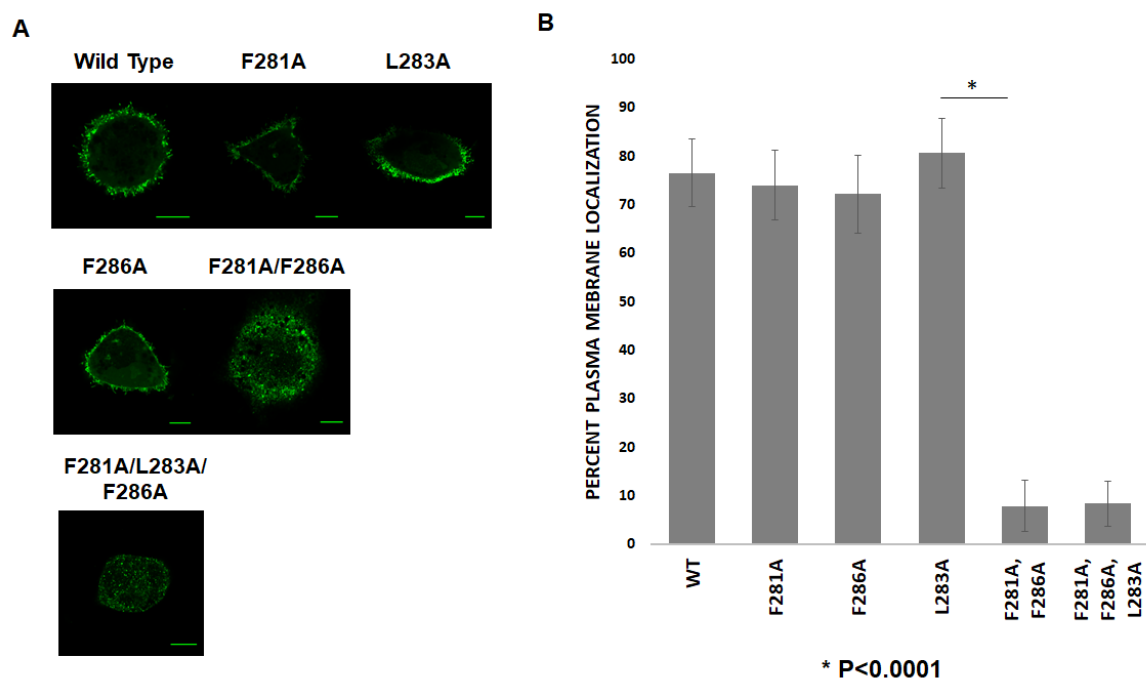 A
Wild Type F281A L283A
F286A F281A/F286A
F281A/L283A/
F286A
B
PERCENT PLASMA MEBRANE LOCALIZATION
100
90
80
70
60
50
40
30
20
10
0
*
WT
F281A
F286A
L283A
F281A,
F286A
F281A,
F286A,
L283A
* P<0.0001